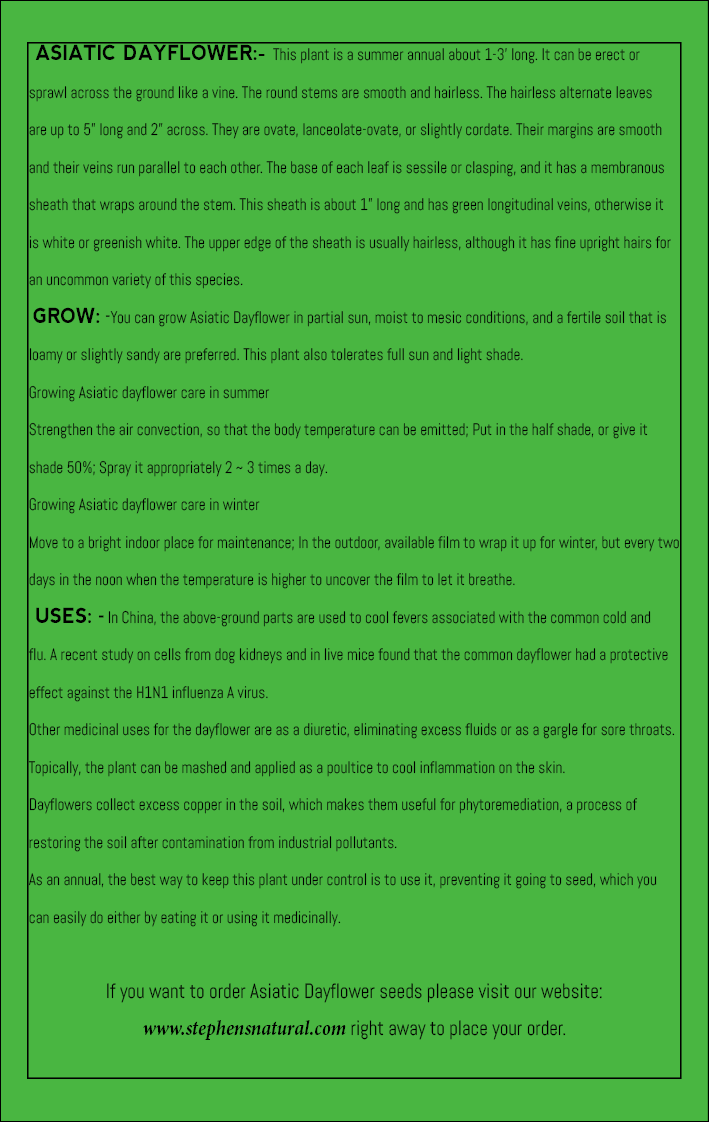 ASIATIC DAYFLOWER:- This plant is a summer annual about 1-3' long. It can be erect or
sprawl across the ground like a vine. The round stems are smooth and hairless. The hairless alternate leaves
are up to 5" long and 2" across. They are ovate, lanceolate-ovate, or slightly cordate. Their margins are smooth
and their veins run parallel to each other. The base of each leaf is sessile or clasping, and it has a membranous
sheath that wraps around the stem. This sheath is about 1" long and has green longitudinal veins, otherwise it
is white or greenish white. The upper edge of the sheath is usually hairless, although it has fine upright hairs for
an uncommon variety of this species.
GROW: -You can grow Asiatic Dayflower in partial sun, moist to mesic conditions, and a fertile soil that is
loamy or slightly sandy are preferred. This plant also tolerates full sun and light shade.
Growing Asiatic dayflower care in summer
Strengthen the air convection, so that the body temperature can be emitted; Put in the half shade, or give it
shade 50%; Spray it appropriately 2 ~ 3 times a day.
Growing Asiatic dayflower care in winter
Move to a bright indoor place for maintenance; In the outdoor, available film to wrap it up for winter, but every two
days in the noon when the temperature is higher to uncover the film to let it breathe.
USES: - In China, the above-ground parts are used to cool fevers associated with the common cold and
flu. A recent study on cells from dog kidneys and in live mice found that the common dayflower had a protective
effect against the H1N1 influenza A virus.
Other medicinal uses for the dayflower are as a diuretic, eliminating excess fluids or as a gargle for sore throats.
Topically, the plant can be mashed and applied as a poultice to cool inflammation on the skin.
Dayflowers collect excess copper in the soil, which makes them useful for phytoremediation, a process of
restoring the soil after contamination from industrial pollutants.
As an annual, the best way to keep this plant under control is to use it, preventing it going to seed, which you
can easily do either by eating it or using it medicinally.
If you want to order Asiatic Dayflower seeds please visit our website:
www.stephensnatural.com right away to place your order.